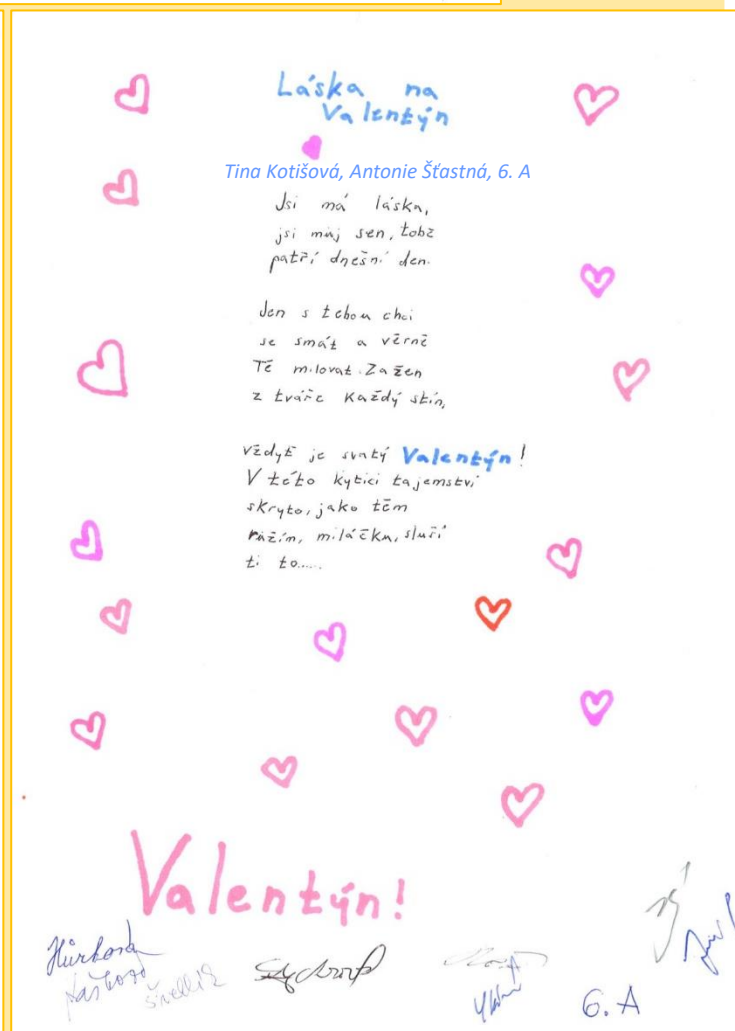 Láska na
Valentýn
Tina Kotišová, Antonie Šťastná, 6. A
Jsi má láska,
jsi můj sen, tobě
patří dnešní den.
Jen s tebou chci
se smát a věrně
Tě milovat. Zažen
z tváře každý stín,
vždyť je svatý Valentýn!
V této kytici tajemství
skryto, jako těm
růžím, miláčku, sluší
ti to.....
Valentýn!
Hůrková
6. A